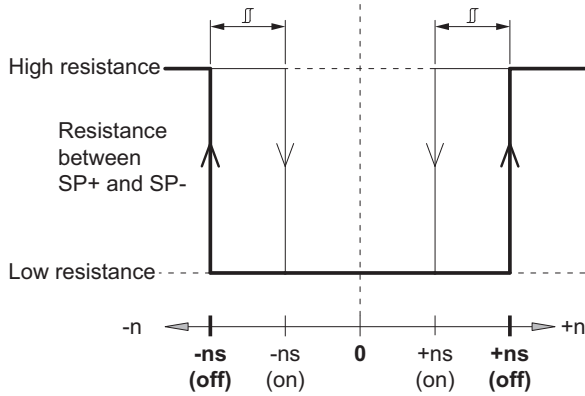 High resistance
Resistance
between
SP+ and SP-
Low resistance
-n
+n
-ns
(off)
-ns
(on)
0
+ns
(on)
+ns
(off)